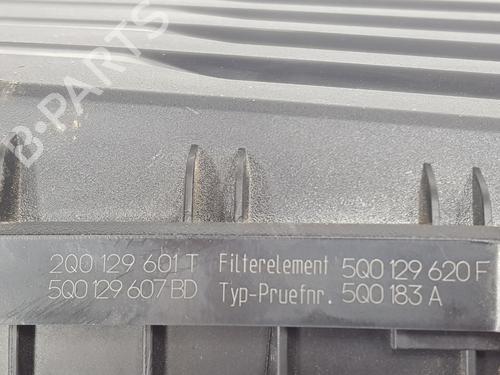 B-PARTS
2Q0 129 601 T Filterelement 5Q0 129 620 F
5Q0 129 607 BD Typ-Pruefnr. 5Q0 183 A